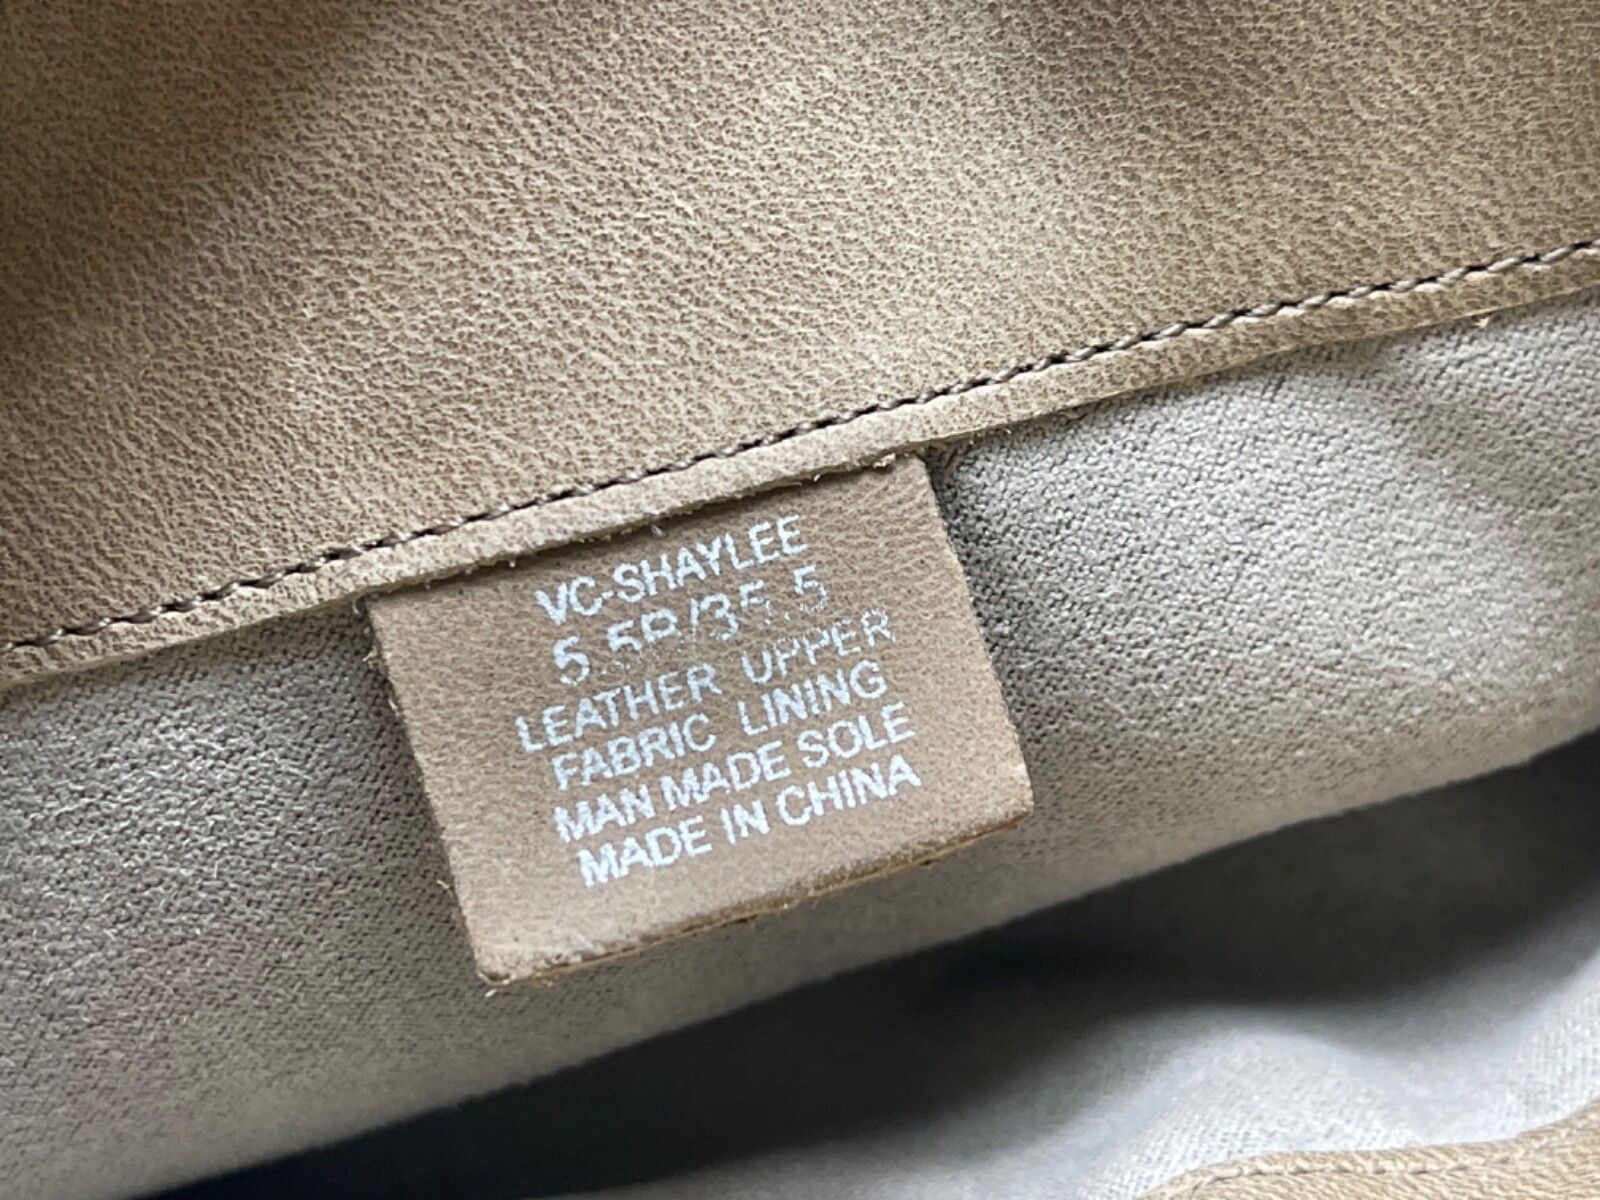 VC-SHAYLEE
5.5B/35.5
LEATHER UPPER
FABRIC LINING
MAN MADE SOLE
MADE IN CHINA